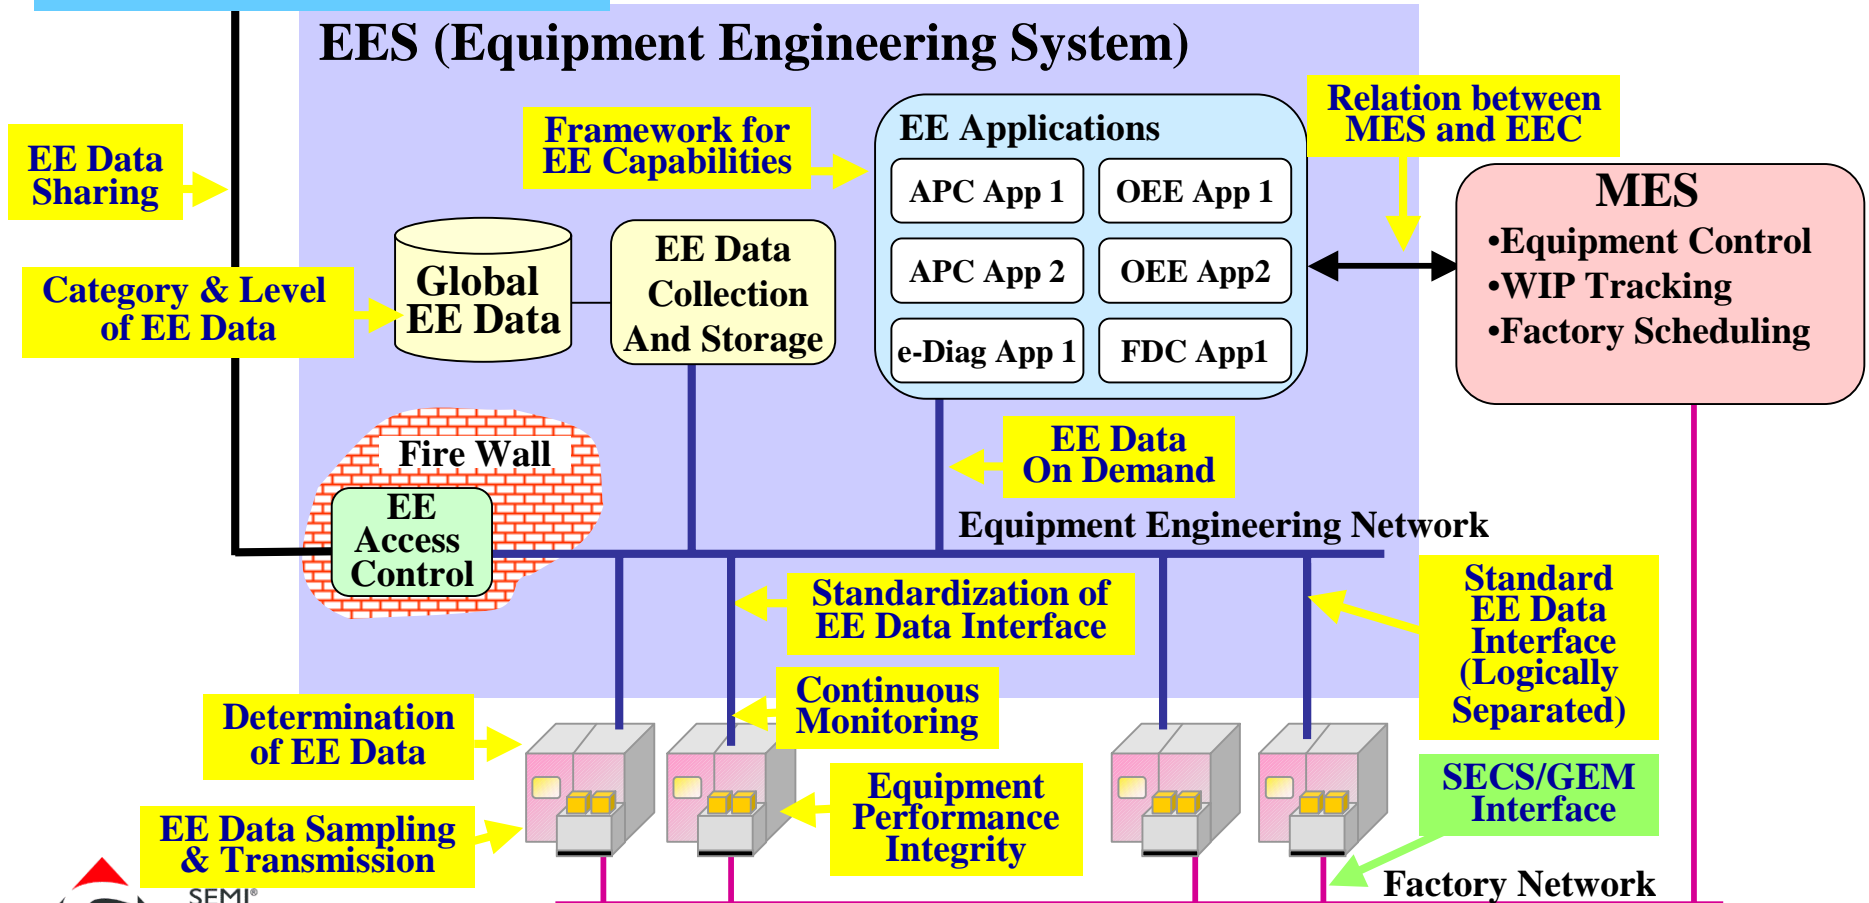 EES (Equipment Engineering System)
EE Data
Sharing
Framework for
EE Capabilities
EE Applications
APC App 1
OEE App 1
APC App 2
OEE App2
e-Diag App 1
FDC App1
Relation between
MES and EEC
MES
•Equipment Control
•WIP Tracking
•Factory Scheduling
Category & Level
of EE Data
Global
EE Data
EE Data
Collection
And Storage
Fire Wall
EE
Access
Control
EE Data
On Demand
Equipment Engineering Network
Standardization of
EE Data Interface
Standard
EE Data
Interface
(Logically
Separated)
Continuous
Monitoring
Determination
of EE Data
Equipment
Performance
Integrity
SECS/GEM
Interface
EE Data Sampling
& Transmission
Factory Network
SEMI®